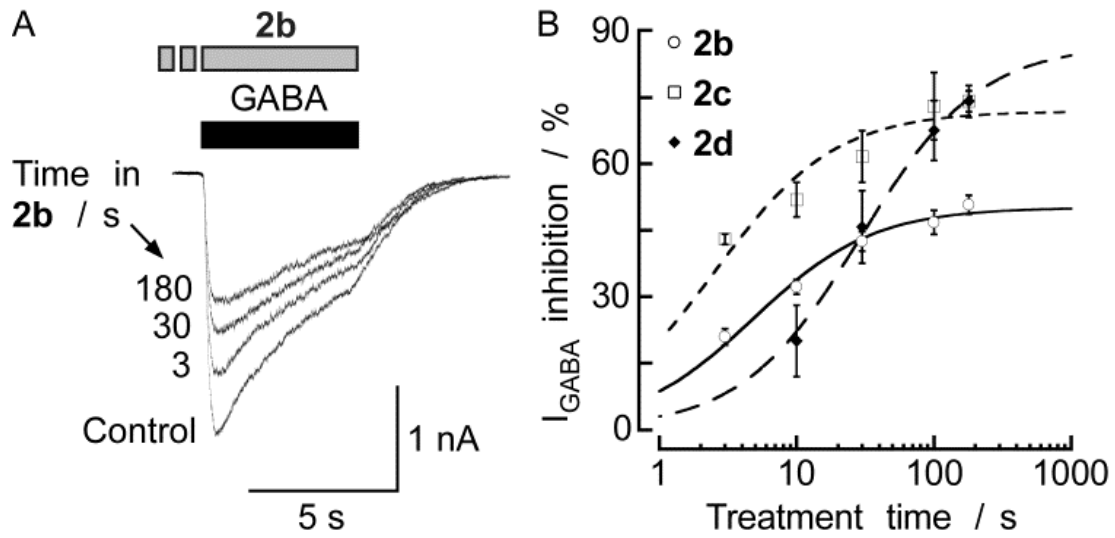 A
2b
GABA
Time in
2b / s
180
30
3
Control
1 nA
5 s
B
2b
2c
2d
I_GABA inhibition / %
90
60
30
0
1 10 100 1000
Treatment time / s